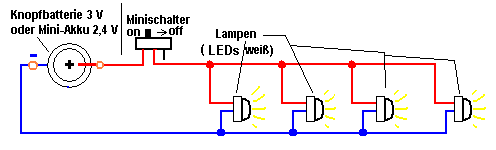 Knopfbatterie 3 V
oder Mini-Akku 2,4 V
Minischalter
on → off
Lampen
( LEDs weiß)